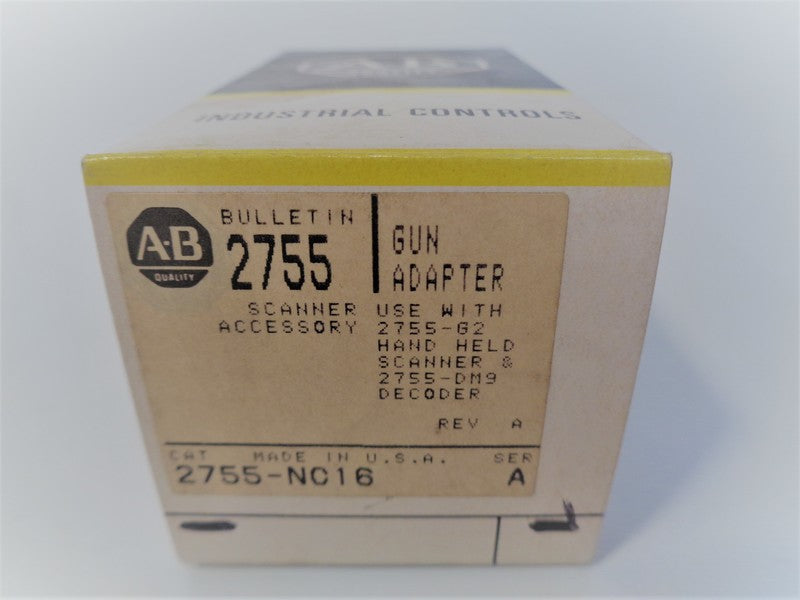 A·B
INDUSTRIAL CONTROLS
A·B
QUALITY
BULLETIN
2755
SCANNER
ACCESSORY
GUN
ADAPTER
USE WITH
2755-G2
HAND HELD
SCANNER &
2755-DM9
DECODER
REV A
CAT MADE IN U.S.A. SER
2755-NC16 A